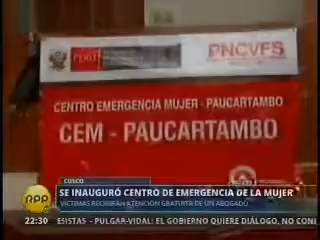 PERÚ
PNCVFS
CENTRO EMERGENCIA MUJER - PAUCARTAMBO
CEM - PAUCARTAMBO
CUSCO
SE INAUGURÓ CENTRO DE EMERGENCIA DE LA MUJER
VÍCTIMAS RECIBIRÁN ATENCIÓN GRATUITA DE UN ABOGADO
RPP
22:30 EFISTAS - PULGAR-VIDAL: EL GOBIERNO QUIERE DIÁLOGO, NO CON